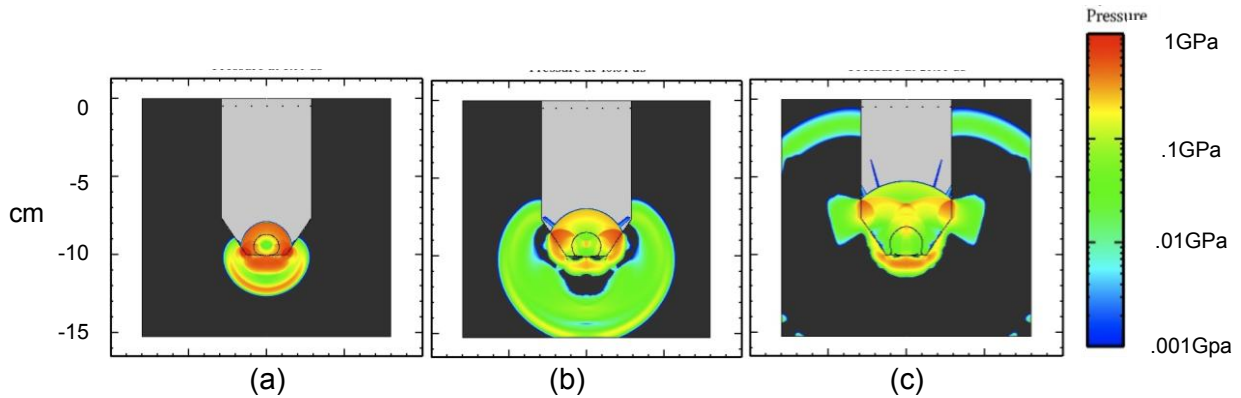 Pressure
1GPa
.1GPa
.01GPa
.001Gpa
cm
0
-5
-10
-15
(a)
(b)
(c)